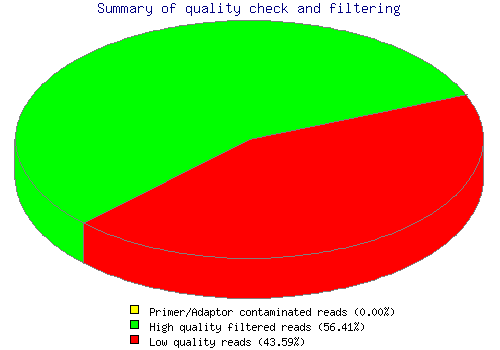 Summary of quality check and filtering
Primer/Adaptor contaminated reads (0.00%)
High quality filtered reads (56.41%)
Low quality reads (43.59%)